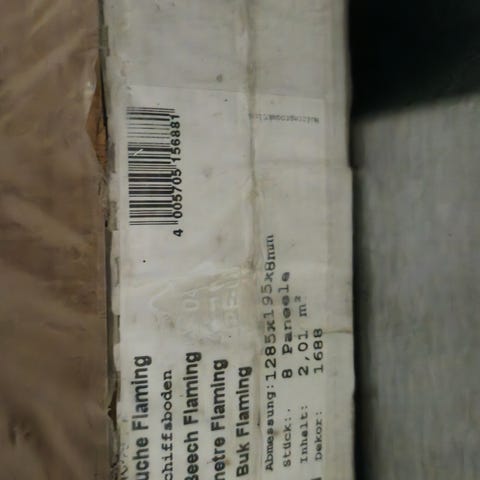 4 005705 156881
uche Flaming
chiffsboden
Beech Flaming
hetre Flaming
Buk Flaming
Abmessung:1285x195x8mm
Stück:. 8 Paneele
Inhalt: 2,01 m²
Dekor: 1688